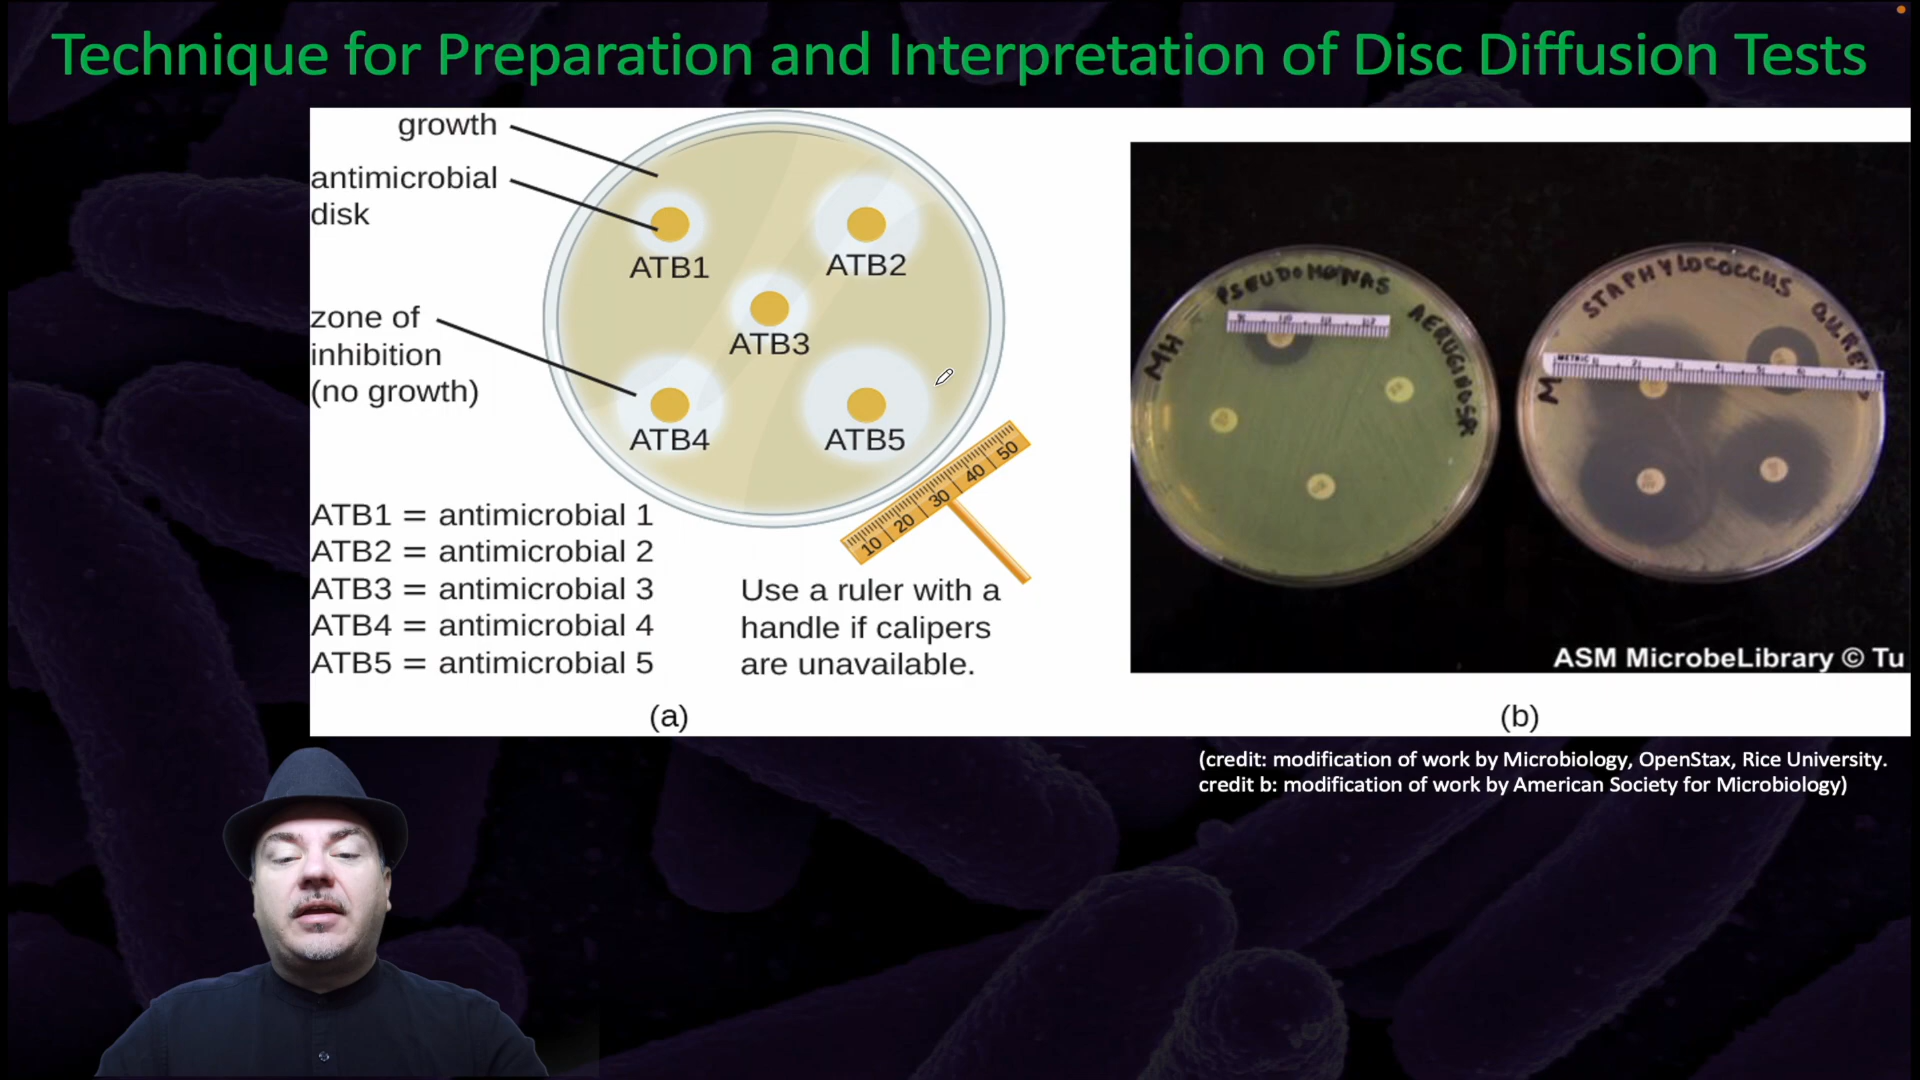 Technique for Preparation and Interpretation of Disc Diffusion Tests
growth
antimicrobial
disk
zone of
inhibition
(no growth)
ATB1
ATB2
ATB3
ATB4
ATB5
10 20 30 40 50
ATB1 = antimicrobial 1
ATB2 = antimicrobial 2
ATB3 = antimicrobial 3
ATB4 = antimicrobial 4
ATB5 = antimicrobial 5
Use a ruler with a
handle if calipers
are unavailable.
(a)
MH
PSEUDOMONAS
AERUGINOSA
STAPHYLOCOCCUS
METRIC
ASM MicrobeLibrary © Tu
(b)
(credit: modification of work by Microbiology, OpenStax, Rice University.
credit b: modification of work by American Society for Microbiology)